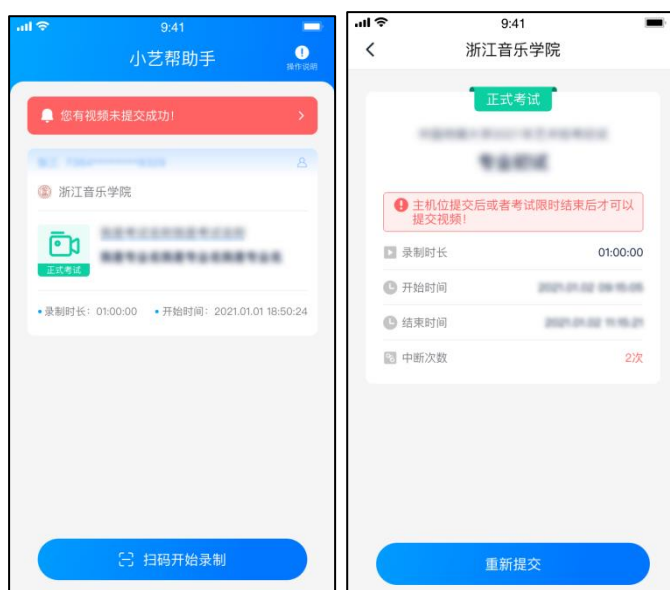 9:41
小艺帮助手
操作说明
您有视频未提交成功!
浙江音乐学院
正式考试
•录制时长: 01:00:00 •开始时间: 2021.01.01 18:50:24
扫码开始录制
9:41
浙江音乐学院
正式考试
专业初试
主机位提交后或者考试限时结束后才可以
提交视频!
录制时长 01:00:00
开始时间
结束时间
中断次数 2次
重新提交